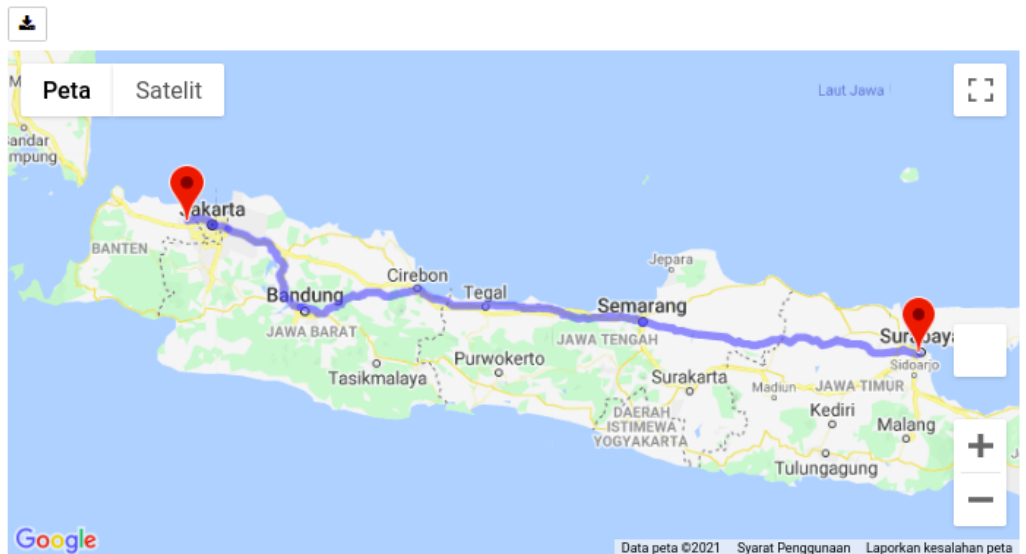 Peta
Satelit
M
andar
mpung
Laut Jawa
Jakarta
BANTEN
Jepara
Cirebon
Bandung
Tegal
Semarang
JAWA BARAT
JAWA TENGAH
Surabaya
Sidoarjo
Purwokerto
Tasikmalaya
Surakarta
Madiun
JAWA TIMUR
DAERAH
ISTIMEWA
YOGYAKARTA
Kediri
Malang
Tulungagung
Google
Data peta ©2021
Syarat Penggunaan
Laporkan kesalahan peta